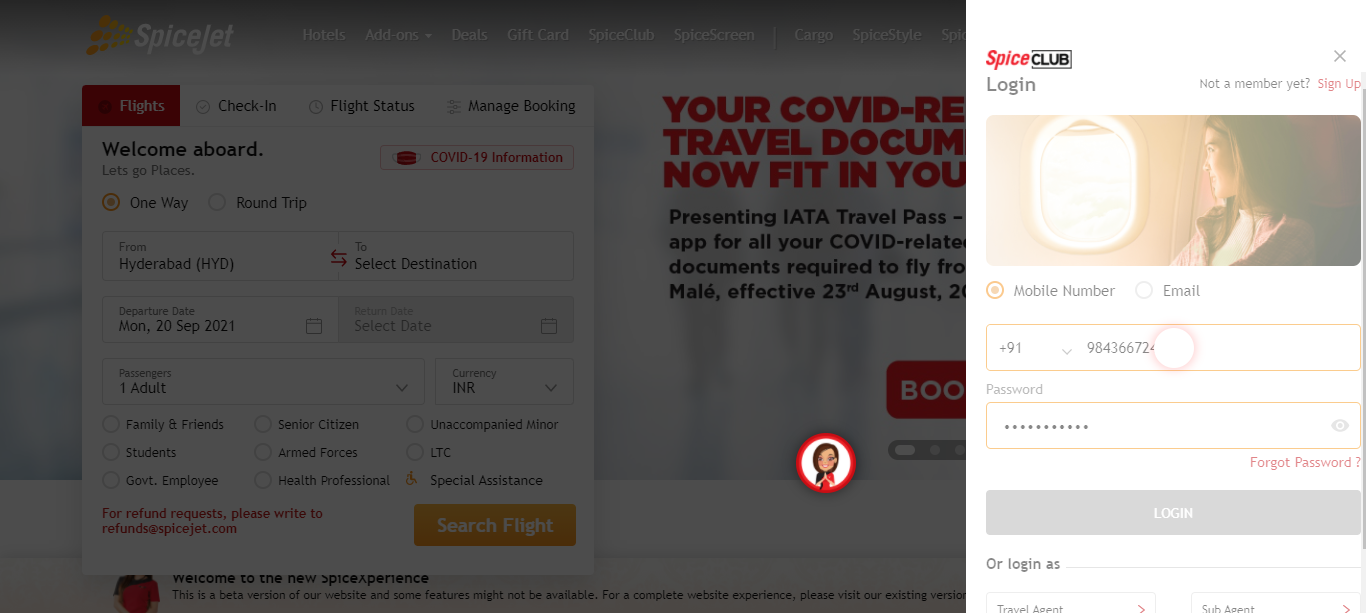 SpiceJet
Hotels Add-ons Deals Gift Card SpiceClub SpiceScreen Cargo SpiceStyle
Flights Check-In Flight Status Manage Booking
Welcome aboard.
Lets go Places.
COVID-19 Information
One Way Round Trip
From
Hyderabad (HYD)
To
Select Destination
Departure Date
Mon, 20 Sep 2021
Return Date
Select Date
Passengers
1 Adult
Currency
INR
Family & Friends Senior Citizen Unaccompanied Minor
Students Armed Forces LTC
Govt. Employee Health Professional Special Assistance
For refund requests, please write to
refunds@spicejet.com
Search Flight
YOUR COVID-RE
TRAVEL DOCUM
NOW FIT IN YOU
Presenting IATA Travel Pass –
app for all your COVID-relate
documents required to fly fro
Malé, effective 23rd August, 20
BOO
Welcome to the new SpiceXperience
This is a beta version of our website and some features might not be available. For a complete website experience, please visit our existing version
SpiceCLUB
Login
Not a member yet? Sign Up
Mobile Number Email
+91 984366724
Password
•••••••••••
Forgot Password ?
LOGIN
Or login as
Travel Agent Sub Agent